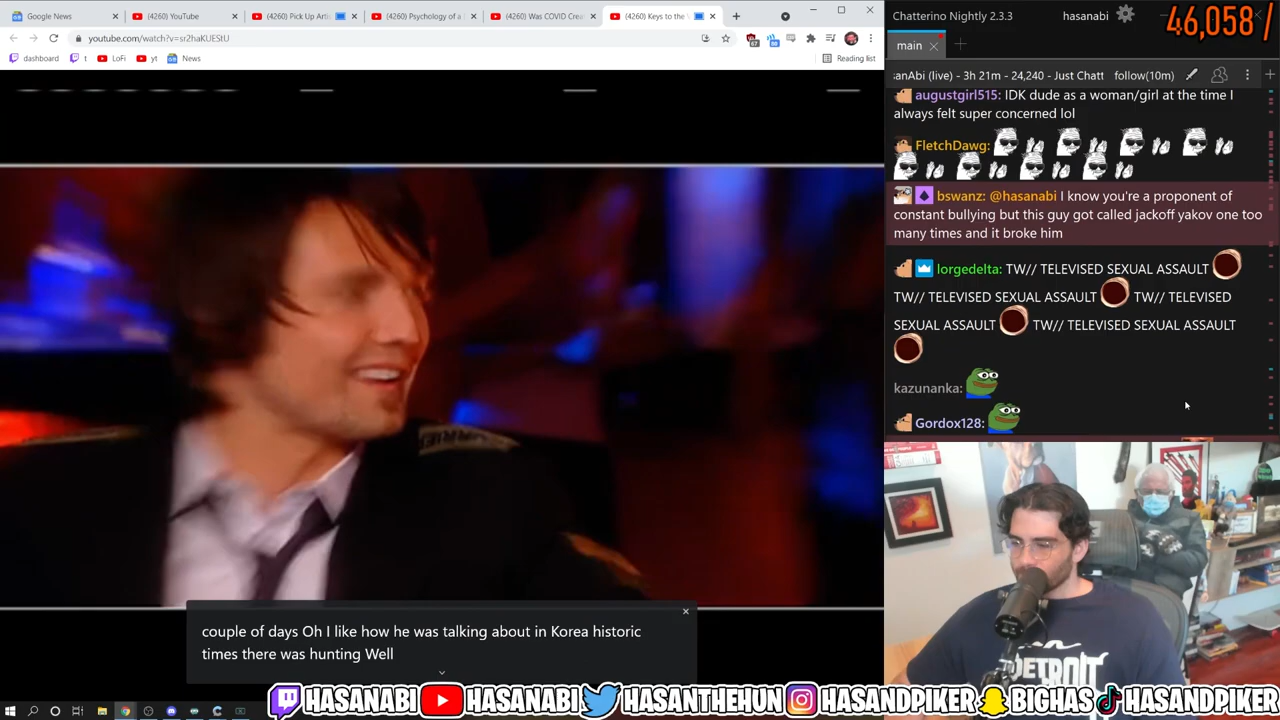 Google News
(4260) YouTube
(4260) Pick Up Arti
(4260) Psychology of a
(4260) Was COVID Crea
(4260) Keys to the
youtube.com/watch?v=sr2haKUEStU
dashboard
t
LoFi
yt
News
Reading list
couple of days Oh I like how he was talking about in Korea historic
times there was hunting Well
Chatterino Nightly 2.3.3
hasanabi
46,058 /
main
sanAbi (live) - 3h 21m - 24,240 - Just Chatt
follow(10m)
augustgirl515: IDK dude as a woman/girl at the time I
always felt super concerned lol
FletchDawg:
bswanz: @hasanabi I know you're a proponent of
constant bullying but this guy got called jackoff yakov one too
many times and it broke him
lorgedelta: TW// TELEVISED SEXUAL ASSAULT
TW// TELEVISED SEXUAL ASSAULT TW// TELEVISED
SEXUAL ASSAULT TW// TELEVISED SEXUAL ASSAULT
kazunanka:
Gordox128:
DETROIT
HASANABI
HASANABI
HASANTHEHUN
HASANDPIKER
BIGHAS
HASANDPIKER